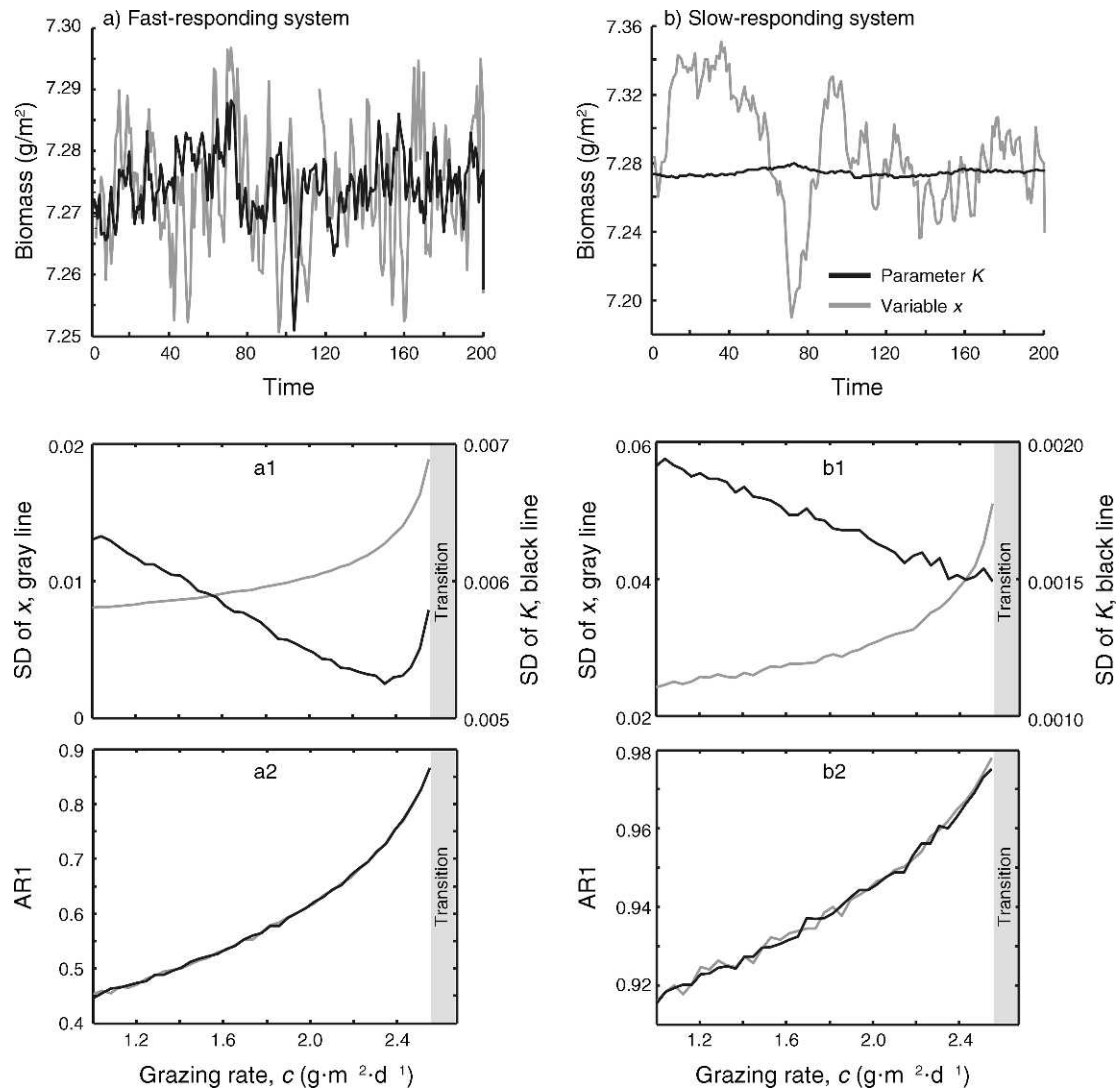 a) Fast-responding system
b) Slow-responding system
7.30
7.29
7.28
7.27
7.26
7.25
Biomass (g/m²)
0 40 80 120 160 200
Time
7.36
7.32
7.28
7.24
7.20
Biomass (g/m²)
Parameter K
Variable x
0 40 80 120 160 200
Time
a1
0.02
0.01
0
SD of x, gray line
0.007
0.006
0.005
SD of K, black line
Transition
b1
0.06
0.04
0.02
SD of x, gray line
0.0020
0.0015
0.0010
SD of K, black line
Transition
a2
0.9
0.8
0.7
0.6
0.5
0.4
AR1
Transition
1.2 1.6 2.0 2.4
Grazing rate, c (g·m ²·d ¹)
b2
0.98
0.96
0.94
0.92
AR1
Transition
1.2 1.6 2.0 2.4
Grazing rate, c (g·m ²·d ¹)